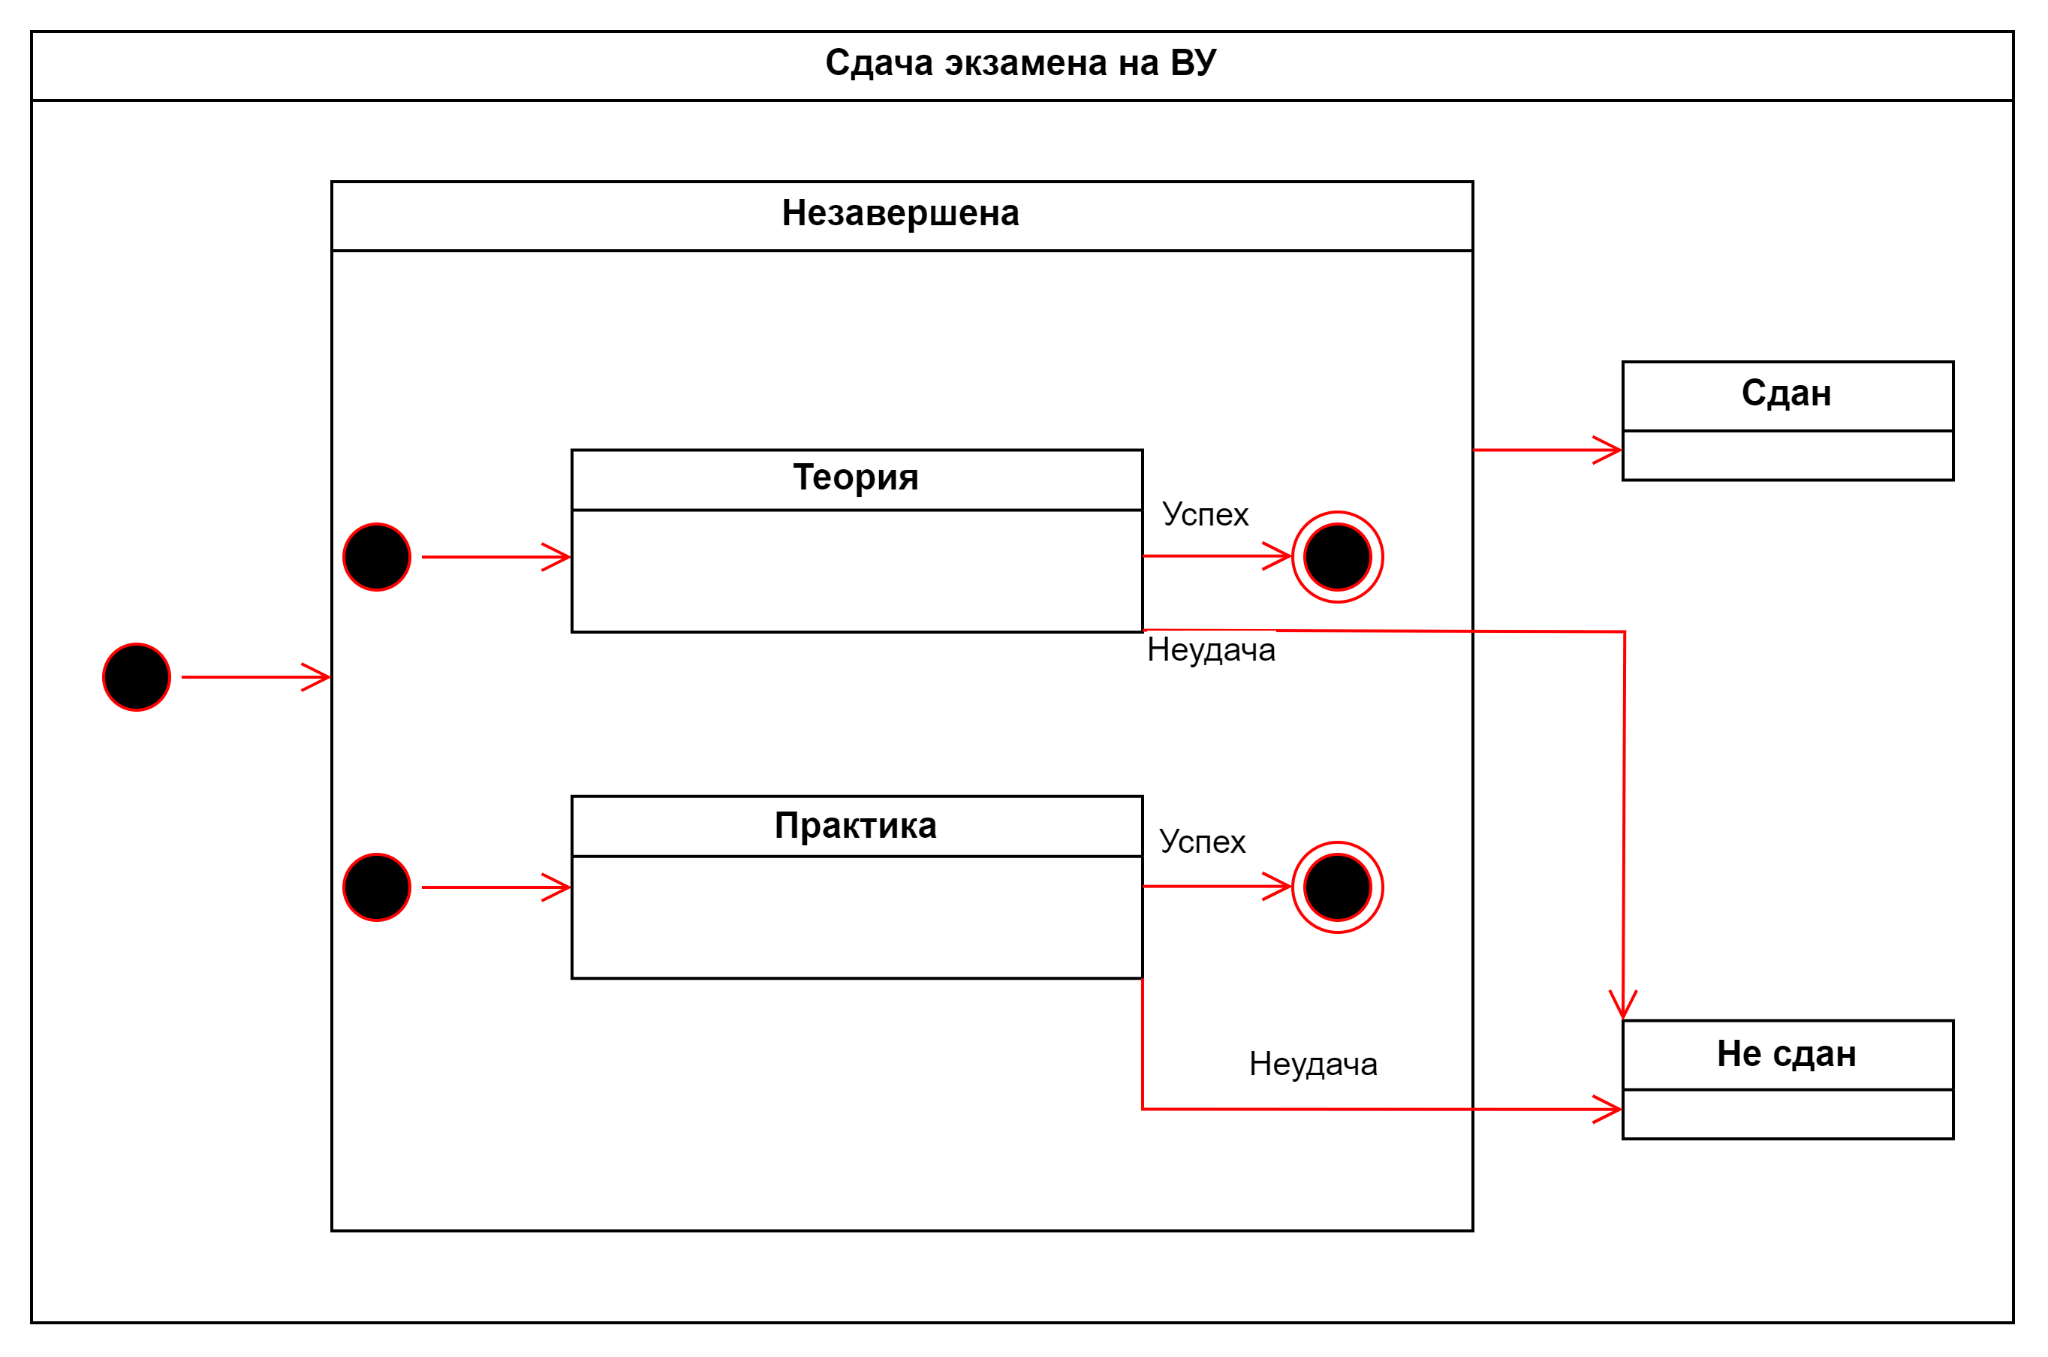 Сдача экзамена на ВУ
Незавершена
Сдан
Теория
Успех
Неудача
Практика
Успех
Неудача
Не сдан